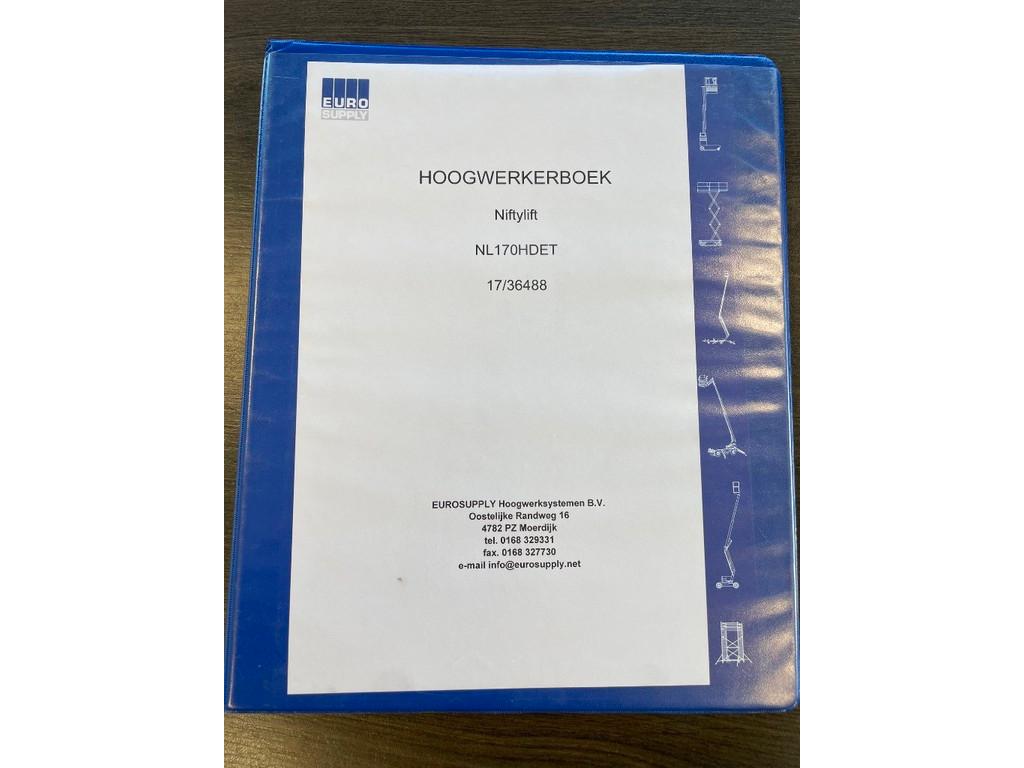 EURO
SUPPLY
HOOGWERKERBOEK
Niftylift
NL170HDET
17/36488
EUROSUPPLY Hoogwerksystemen B.V.
Oostelijke Randweg 16
4782 PZ Moerdijk
tel. 0168 329331
fax. 0168 327730
e-mail info@eurosupply.net